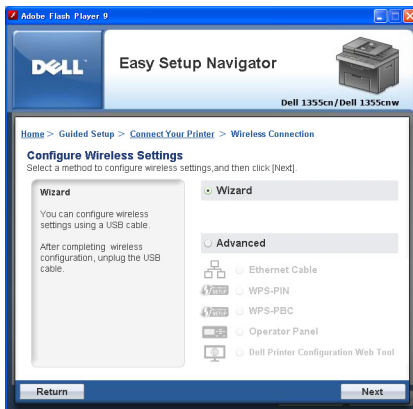 Adobe Flash Player 9
DELL™
Easy Setup Navigator
Dell 1355cn/Dell 1355cnw
Home > Guided Setup > Connect Your Printer > Wireless Connection
Configure Wireless Settings
Select a method to configure wireless settings,and then click [Next].
Wizard
You can configure wireless
settings using a USB cable.
After completing wireless
configuration, unplug the USB
cable.
Wizard
Advanced
Ethernet Cable
WPS-PIN
WPS-PBC
Operator Panel
Dell Printer Configuration Web Tool
Return
Next